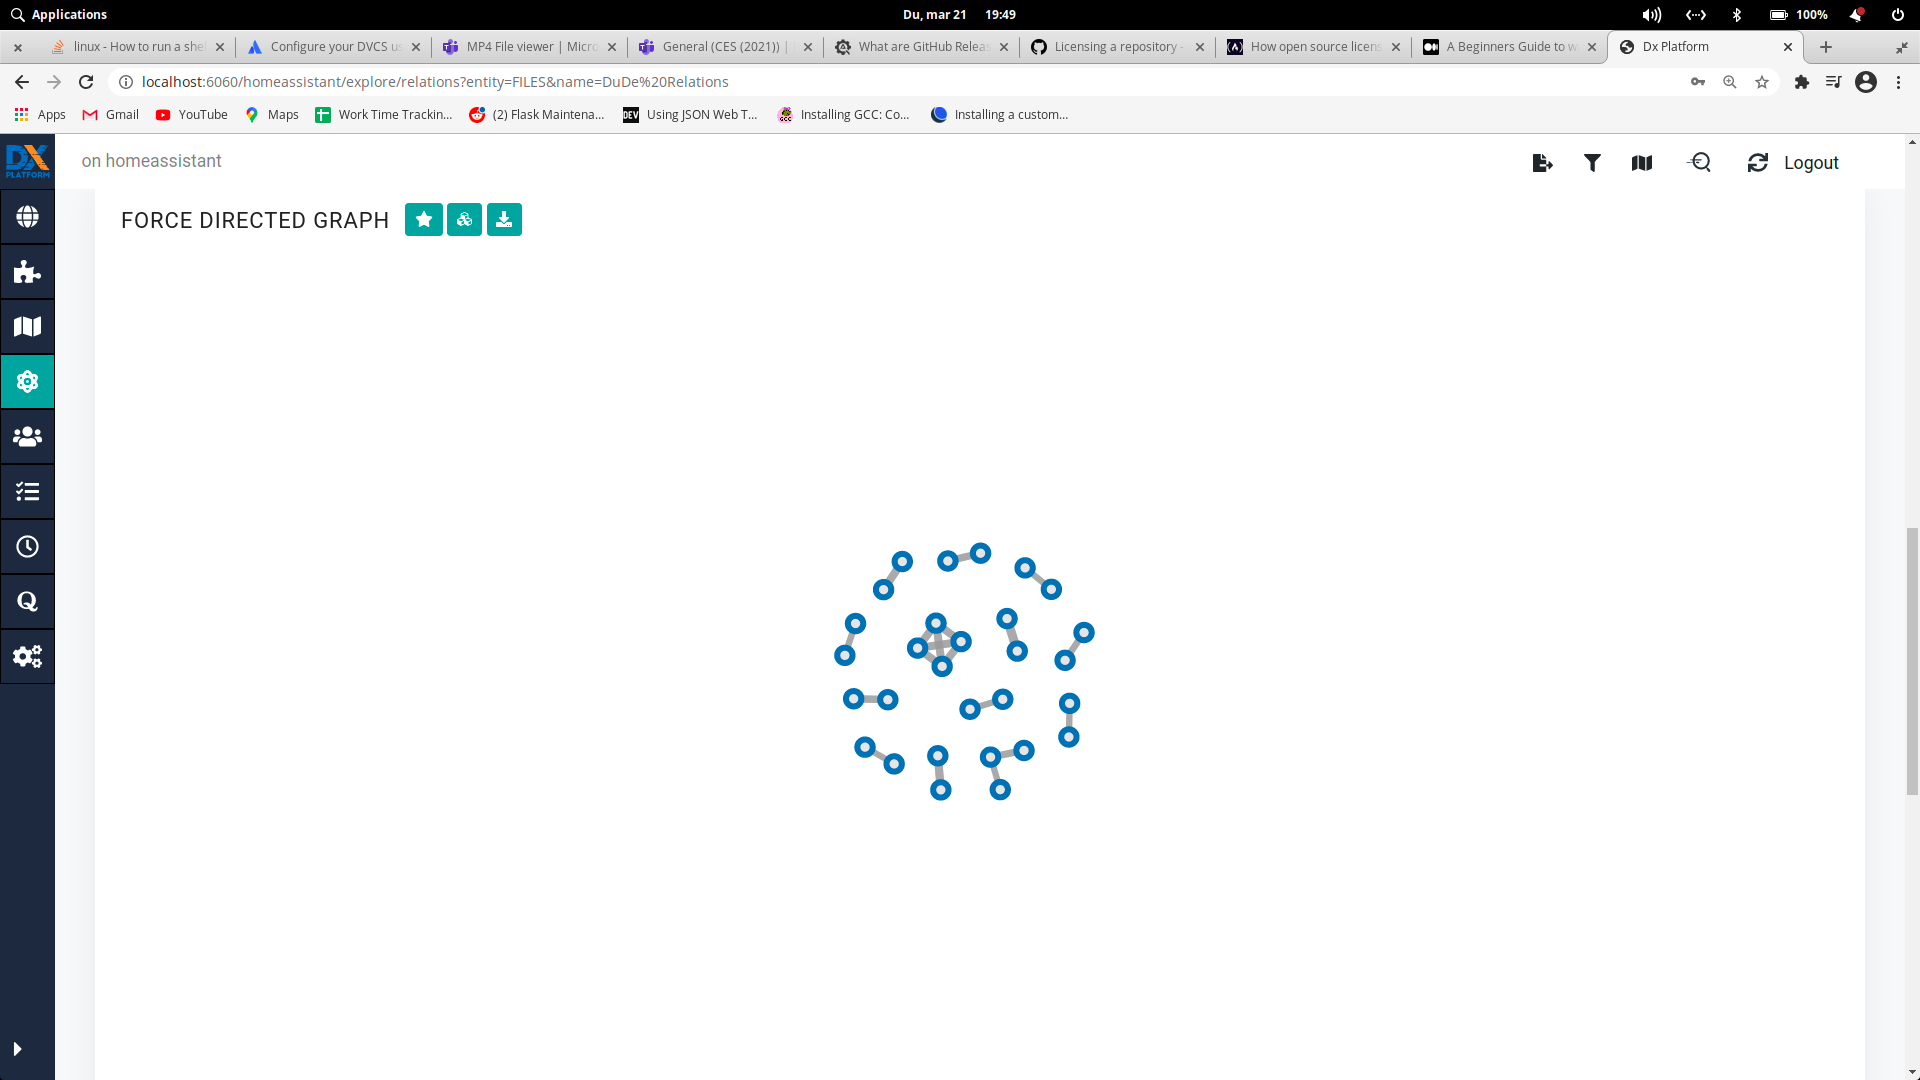 Applications
Du, mar 21 19:49
100%
linux - How to run a she
Configure your DVCS us
MP4 File viewer | Micro
General (CES (2021)) |
What are GitHub Relea
Licensing a repository -
How open source licens
A Beginners Guide to w
Dx Platform
localhost:6060/homeassistant/explore/relations?entity=FILES&name=DuDe%20Relations
Apps
Gmail
YouTube
Maps
Work Time Trackin...
(2) Flask Maintena...
DEV
Using JSON Web T...
GCC
Installing GCC: Co...
Installing a custom...
DX
PLATFORM
on homeassistant
Logout
FORCE DIRECTED GRAPH
Q